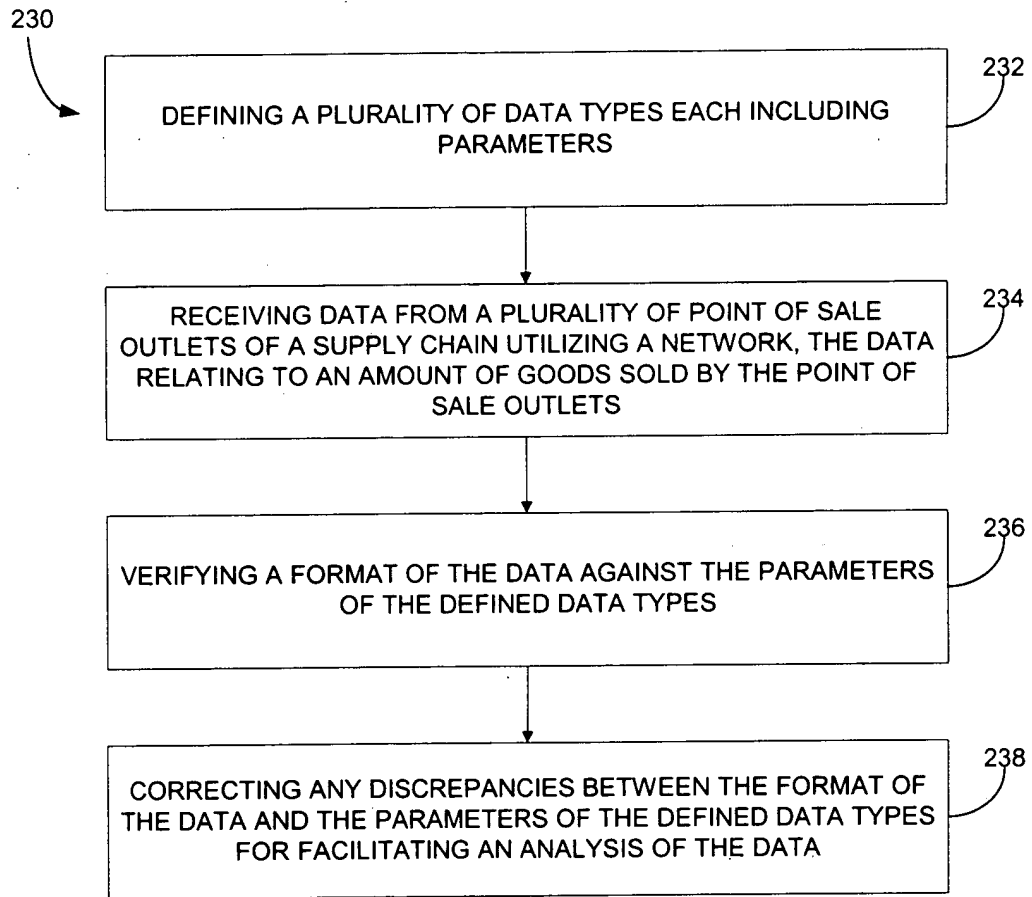 230
232
DEFINING A PLURALITY OF DATA TYPES EACH INCLUDING
PARAMETERS
234
RECEIVING DATA FROM A PLURALITY OF POINT OF SALE
OUTLETS OF A SUPPLY CHAIN UTILIZING A NETWORK, THE DATA
RELATING TO AN AMOUNT OF GOODS SOLD BY THE POINT OF
SALE OUTLETS
236
VERIFYING A FORMAT OF THE DATA AGAINST THE PARAMETERS
OF THE DEFINED DATA TYPES
238
CORRECTING ANY DISCREPANCIES BETWEEN THE FORMAT OF
THE DATA AND THE PARAMETERS OF THE DEFINED DATA TYPES
FOR FACILITATING AN ANALYSIS OF THE DATA